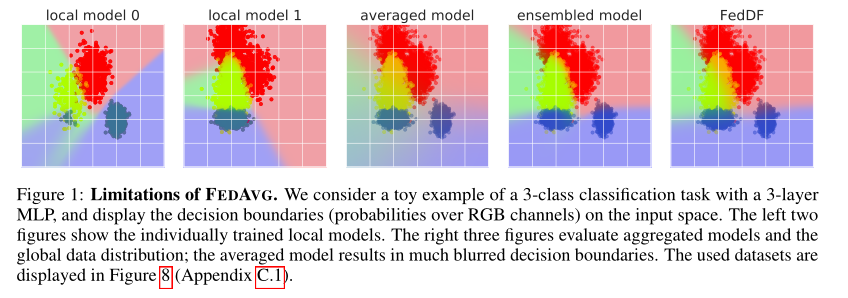 local model 0 local model 1 averaged model ensembled model FedDF
Figure 1: Limitations of FEDAVG. We consider a toy example of a 3-class classification task with a 3-layer
MLP, and display the decision boundaries (probabilities over RGB channels) on the input space. The left two
figures show the individually trained local models. The right three figures evaluate aggregated models and the
global data distribution; the averaged model results in much blurred decision boundaries. The used datasets are
displayed in Figure 8 (Appendix C.1).